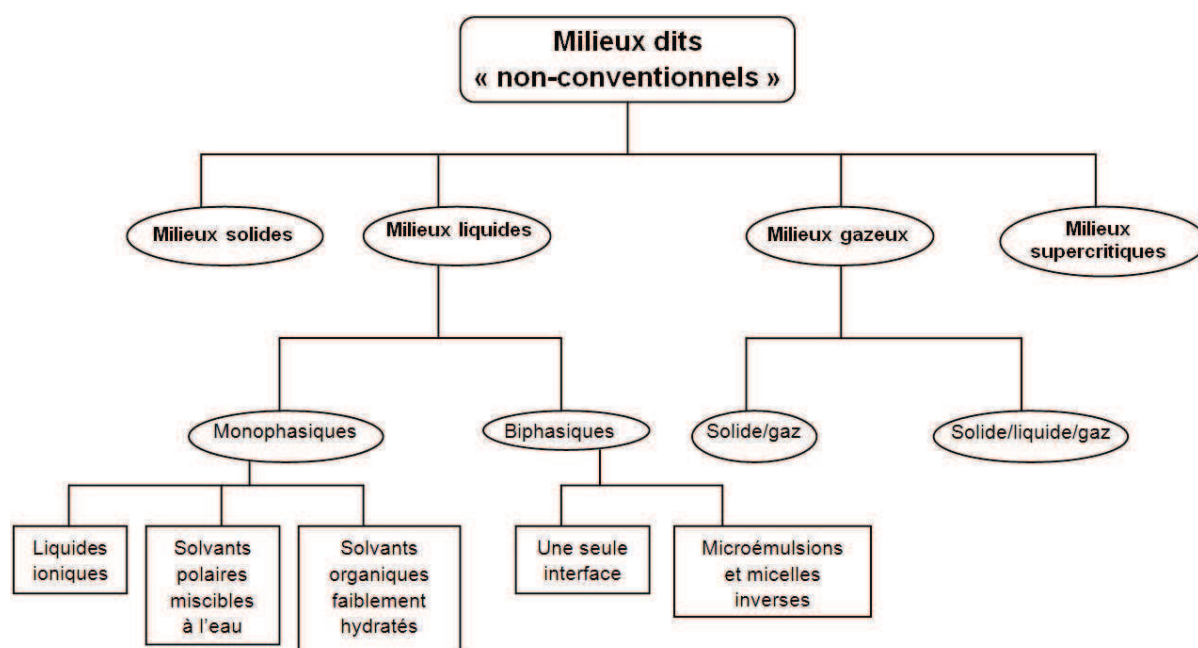 Milieux dits
« non-conventionnels »
Milieux solides
Milieux liquides
Milieux gazeux
Milieux
supercritiques
Monophasiques
Biphasiques
Solide/gaz
Solide/liquide/gaz
Liquides
ioniques
Solvants
polaires
miscibles
à l'eau
Solvants
organiques
faiblement
hydratés
Une seule
interface
Microémulsions
et micelles
inverses